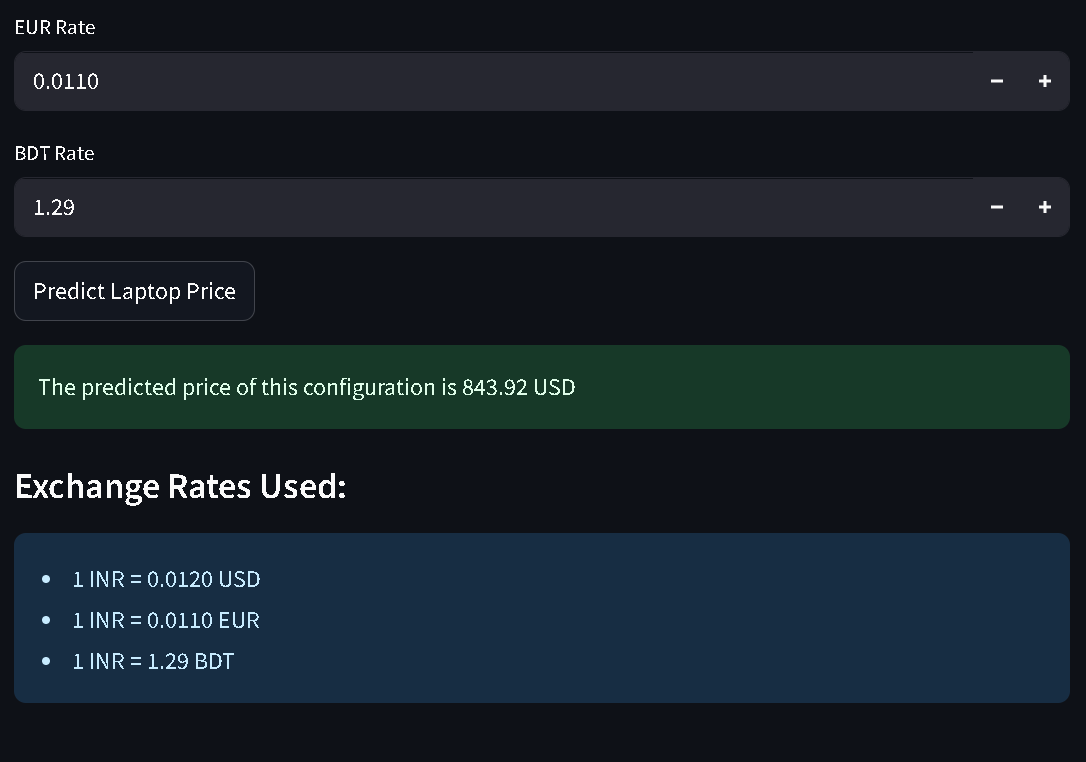 EUR Rate
0.0110
BDT Rate
1.29
Predict Laptop Price
The predicted price of this configuration is 843.92 USD
Exchange Rates Used:
• 1 INR = 0.0120 USD
• 1 INR = 0.0110 EUR
• 1 INR = 1.29 BDT